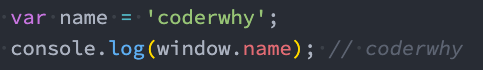 var name = 'coderwhy';
console.log(window.name); // coderwhy